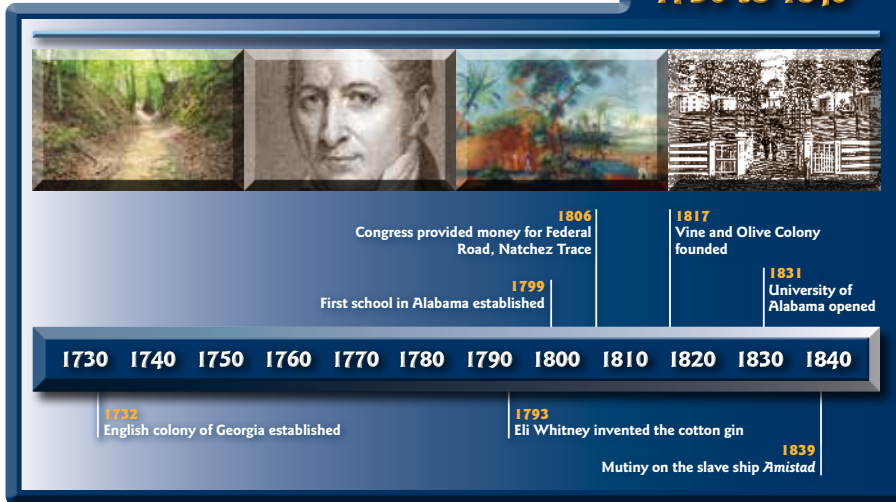 1806
Congress provided money for Federal
Road, Natchez Trace
1817
Vine and Olive Colony
founded
1799
First school in Alabama established
1831
University of
Alabama opened
1730 1740 1750 1760 1770 1780 1790 1800 1810 1820 1830 1840
1732
English colony of Georgia established
1793
Eli Whitney invented the cotton gin
1839
Mutiny on the slave ship Amistad